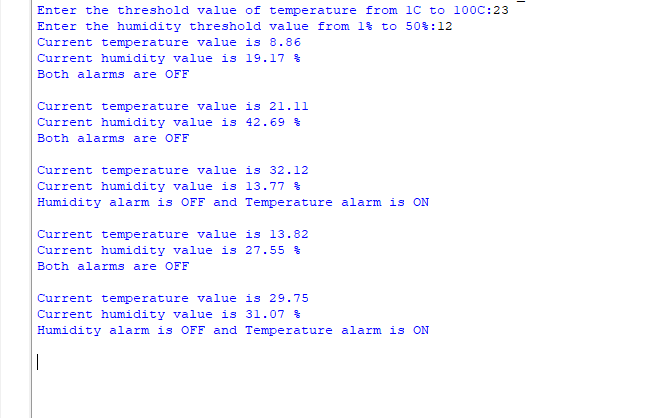 Enter the threshold value of temperature from 1C to 100C:23
Enter the humidity threshold value from 1% to 50%:12
Current temperature value is 8.86
Current humidity value is 19.17 %
Both alarms are OFF
Current temperature value is 21.11
Current humidity value is 42.69 %
Both alarms are OFF
Current temperature value is 32.12
Current humidity value is 13.77 %
Humidity alarm is OFF and Temperature alarm is ON
Current temperature value is 13.82
Current humidity value is 27.55 %
Both alarms are OFF
Current temperature value is 29.75
Current humidity value is 31.07 %
Humidity alarm is OFF and Temperature alarm is ON